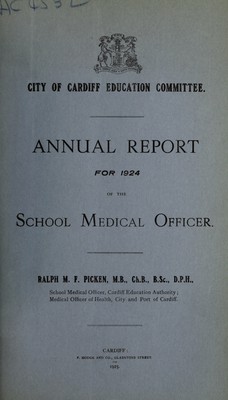 CITY OF CARDIFF EDUCATION COMMITTEE.
ANNUAL REPORT
FOR 1924
OF THE
SCHOOL MEDICAL OFFICER.
RALPH M. F. PICKEN, M.B., Ch.B., B.Sc., D.P.H.,
School Medical Officer, Cardiff Education Authority;
Medical Officer of Health, City and Port of Cardiff.
CARDIFF:
STREET
1925.